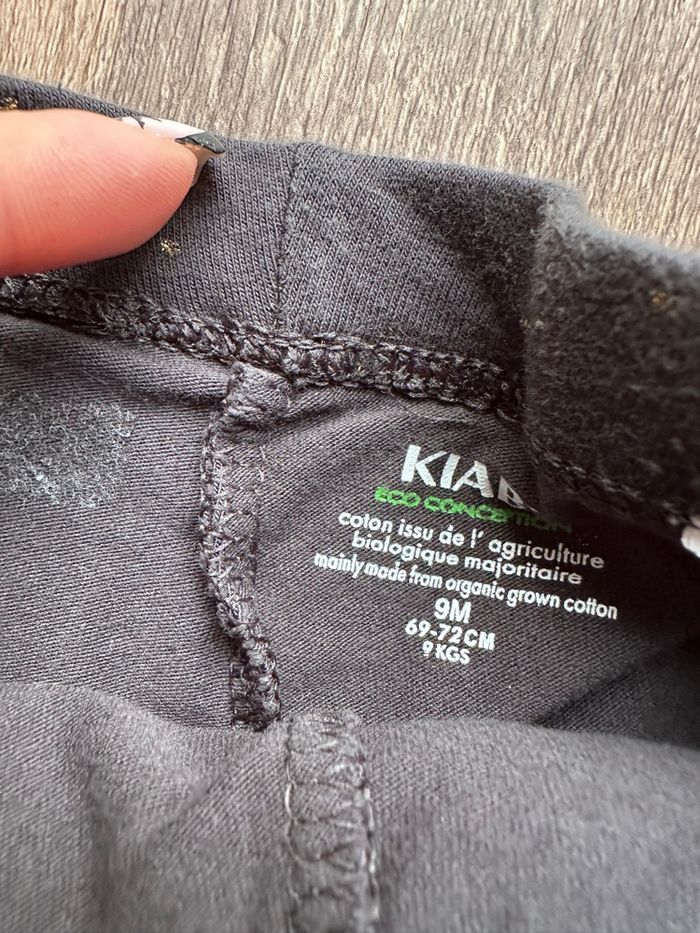 KIAB
ECO CONCEPTION
coton issu de l' agriculture
biologique majoritaire
mainly made from organic grown cotton
9M
69-72CM
9 KGS